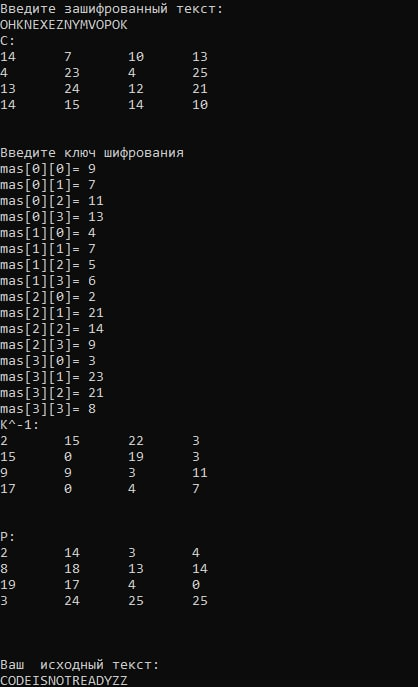 Введите зашифрованный текст:
OHKNEXEZNYMVOPOK
C:
14 7 10 13
4 23 4 25
13 24 12 21
14 15 14 10
Введите ключ шифрования
mas[0][0]= 9
mas[0][1]= 7
mas[0][2]= 11
mas[0][3]= 13
mas[1][0]= 4
mas[1][1]= 7
mas[1][2]= 5
mas[1][3]= 6
mas[2][0]= 2
mas[2][1]= 21
mas[2][2]= 14
mas[2][3]= 9
mas[3][0]= 3
mas[3][1]= 23
mas[3][2]= 21
mas[3][3]= 8
K^-1:
2 15 22 3
15 0 19 3
9 9 3 11
17 0 4 7
P:
2 14 3 4
8 18 13 14
19 17 4 0
3 24 25 25
Ваш исходный текст:
CODEISNOTREADYZZ